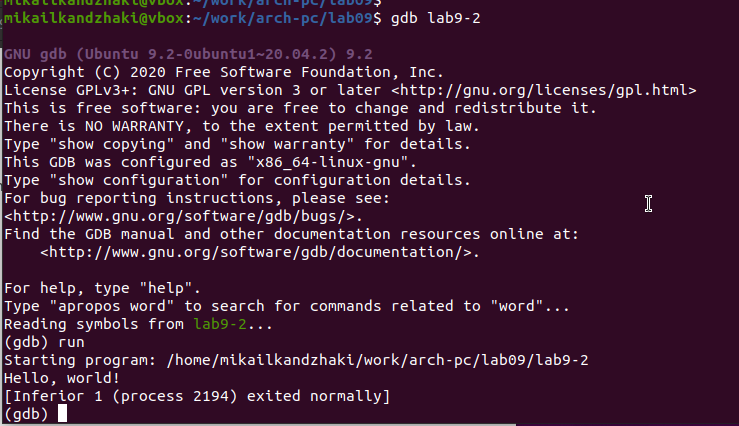 mikailkandzhaki@vbox:~/work/arch-pc/lab09$
mikailkandzhaki@vbox:~/work/arch-pc/lab09$ gdb lab9-2
GNU gdb (Ubuntu 9.2-0ubuntu1~20.04.2) 9.2
Copyright (C) 2020 Free Software Foundation, Inc.
License GPLv3+: GNU GPL version 3 or later <http://gnu.org/licenses/gpl.html>
This is free software: you are free to change and redistribute it.
There is NO WARRANTY, to the extent permitted by law.
Type "show copying" and "show warranty" for details.
This GDB was configured as "x86_64-linux-gnu".
Type "show configuration" for configuration details.
For bug reporting instructions, please see:
<http://www.gnu.org/software/gdb/bugs/>.
Find the GDB manual and other documentation resources online at:
    <http://www.gnu.org/software/gdb/documentation/>.
For help, type "help".
Type "apropos word" to search for commands related to "word"...
Reading symbols from lab9-2...
(gdb) run
Starting program: /home/mikailkandzhaki/work/arch-pc/lab09/lab9-2
Hello, world!
[Inferior 1 (process 2194) exited normally]
(gdb)